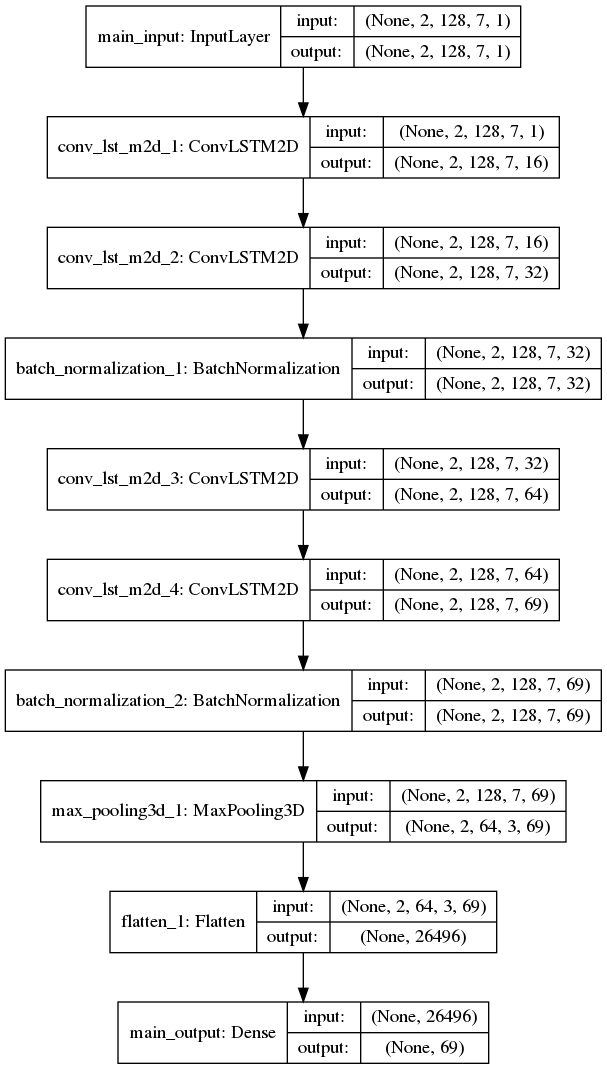 main_input: InputLayer
input: (None, 2, 128, 7, 1)
output: (None, 2, 128, 7, 1)
conv_lst_m2d_1: ConvLSTM2D
input: (None, 2, 128, 7, 1)
output: (None, 2, 128, 7, 16)
conv_lst_m2d_2: ConvLSTM2D
input: (None, 2, 128, 7, 16)
output: (None, 2, 128, 7, 32)
batch_normalization_1: BatchNormalization
input: (None, 2, 128, 7, 32)
output: (None, 2, 128, 7, 32)
conv_lst_m2d_3: ConvLSTM2D
input: (None, 2, 128, 7, 32)
output: (None, 2, 128, 7, 64)
conv_lst_m2d_4: ConvLSTM2D
input: (None, 2, 128, 7, 64)
output: (None, 2, 128, 7, 69)
batch_normalization_2: BatchNormalization
input: (None, 2, 128, 7, 69)
output: (None, 2, 128, 7, 69)
max_pooling3d_1: MaxPooling3D
input: (None, 2, 128, 7, 69)
output: (None, 2, 64, 3, 69)
flatten_1: Flatten
input: (None, 2, 64, 3, 69)
output: (None, 26496)
main_output: Dense
input: (None, 26496)
output: (None, 69)